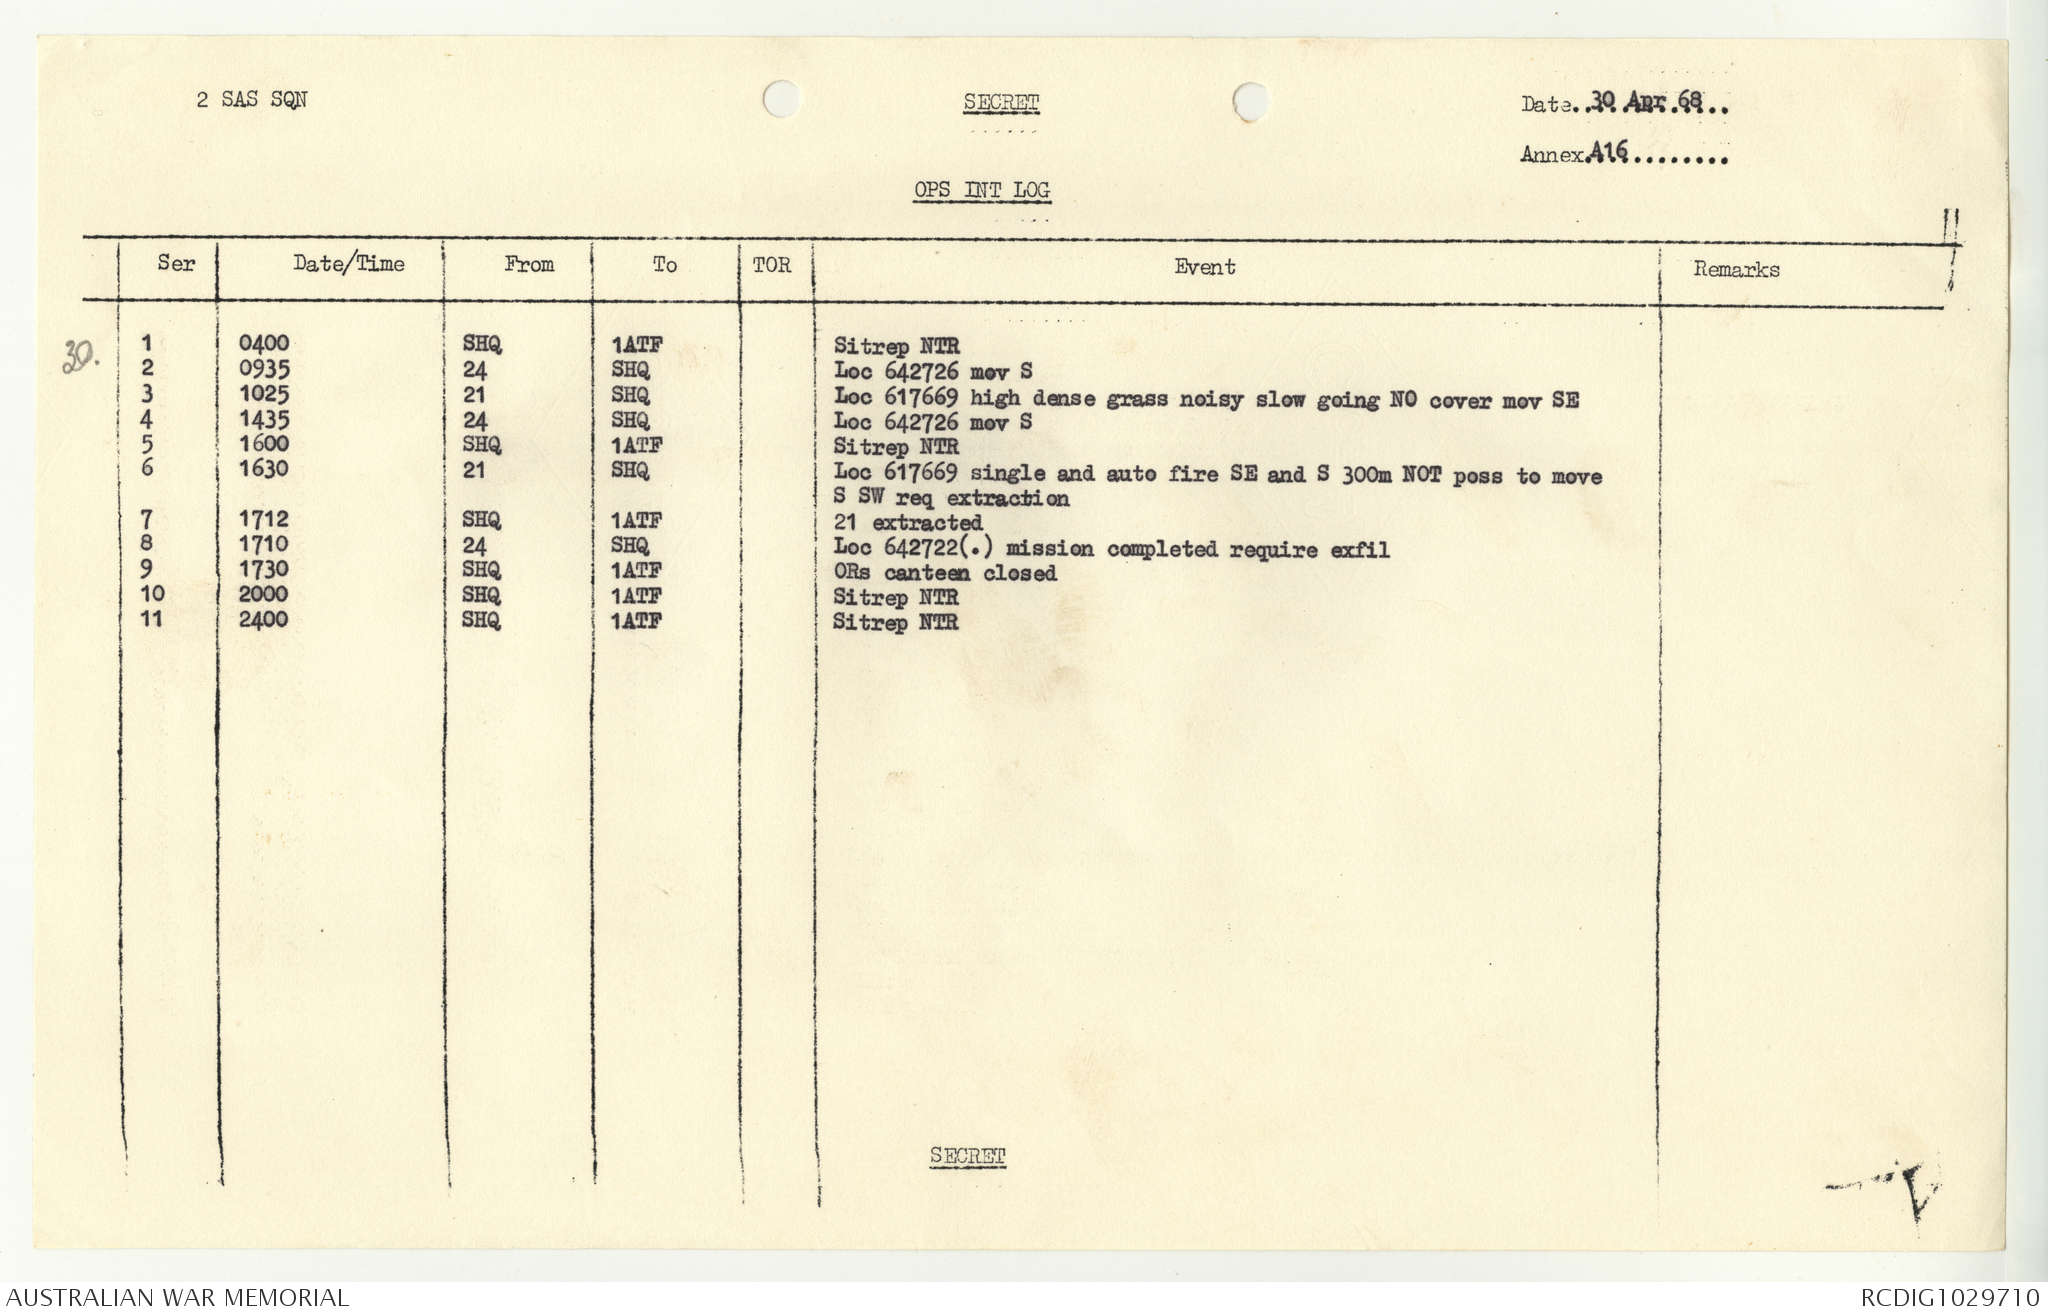 2 SAS SQN
SECRET
Date..30 Apr 68..
Annex.A16.........
OPS INT LOG
Ser Date/Time From To TOR Event Remarks
30.
1 0400 SHQ 1ATF Sitrep NTR
2 0935 24 SHQ Loc 642726 mov S
3 1025 21 SHQ Loc 617669 high dense grass noisy slow going NO cover mov SE
4 1435 24 SHQ Loc 642726 mov S
5 1600 SHQ 1ATF Sitrep NTR
6 1630 21 SHQ Loc 617669 single and auto fire SE and S 300m NOT poss to move
S SW req extraction
7 1712 SHQ 1ATF 21 extracted
8 1710 24 SHQ Loc 642722(.) mission completed require exfil
9 1730 SHQ 1ATF ORs canteen closed
10 2000 SHQ 1ATF Sitrep NTR
11 2400 SHQ 1ATF Sitrep NTR
SECRET
AUSTRALIAN WAR MEMORIAL
RCDIG1029710